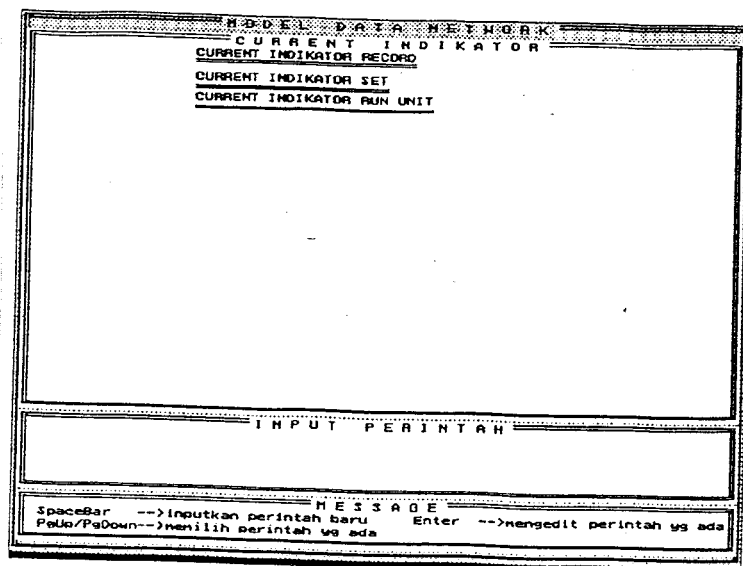 MODEL DATA NETWORK
CURRENT INDIKATOR
CURRENT INDIKATOR RECORD
CURRENT INDIKATOR SET
CURRENT INDIKATOR RUN UNIT
INPUT PERINTAH
MESSAGE
SpaceBar -->inputkan perintah baru Enter -->mengedit perintah yg ada
PgUp/PgDown-->memilih perintah yg ada